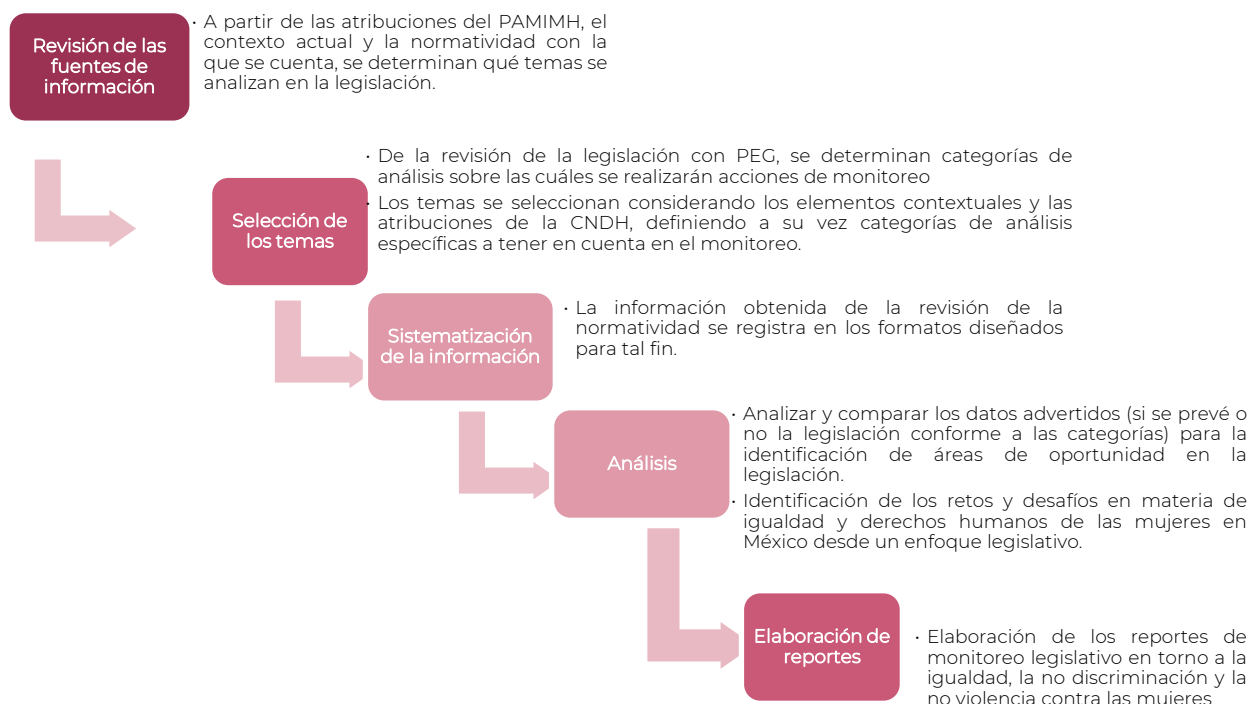 Revisión de las
fuentes de
información
· A partir de las atribuciones del PAMIMH, el
contexto actual y la normatividad con la
que se cuenta, se determinan qué temas se
analizan en la legislación.
Selección de
los temas
· De la revisión de la legislación con PEG, se determinan categorías de
análisis sobre las cuáles se realizarán acciones de monitoreo
· Los temas se seleccionan considerando los elementos contextuales y las
atribuciones de la CNDH, definiendo a su vez categorías de análisis
específicas a tener en cuenta en el monitoreo.
Sistematización
de la información
· La información obtenida de la revisión de la
normatividad se registra en los formatos diseñados
para tal fin.
Análisis
· Analizar y comparar los datos advertidos (si se prevé o
no la legislación conforme a las categorías) para la
identificación de áreas de oportunidad en la
legislación.
· Identificación de los retos y desafíos en materia de
igualdad y derechos humanos de las mujeres en
México desde un enfoque legislativo.
Elaboración de
reportes
· Elaboración de los reportes de
monitoreo legislativo en torno a la
igualdad, la no discriminación y la
no violencia contra las mujeres